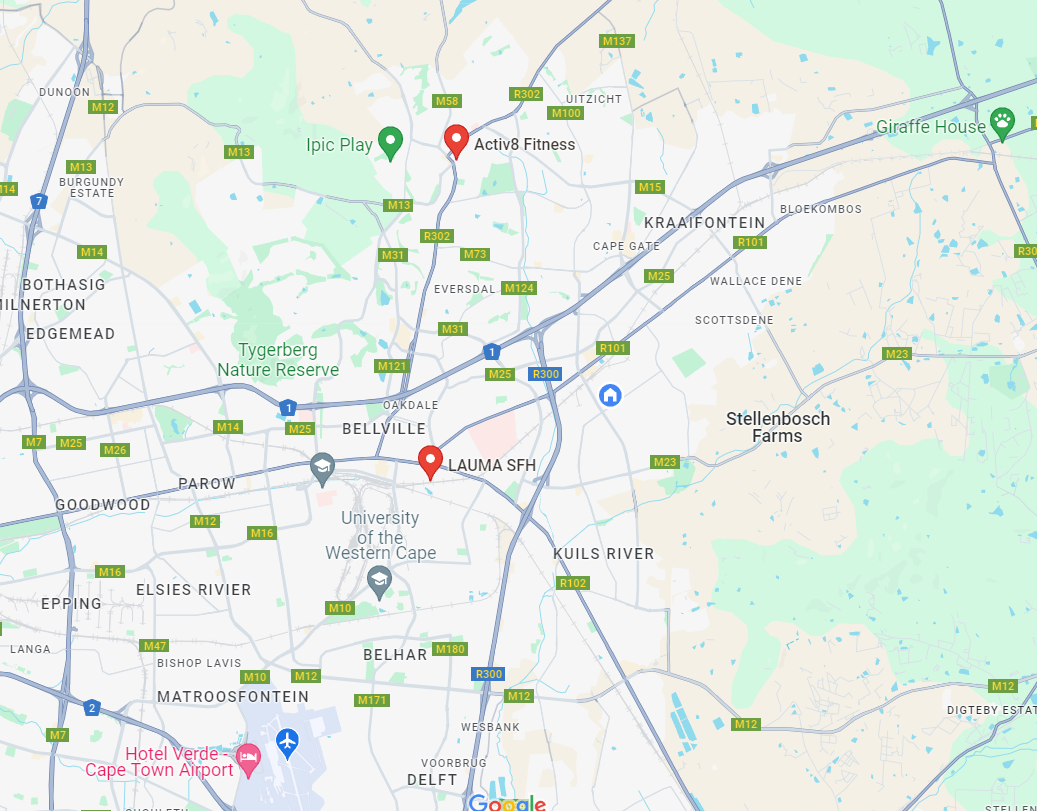 M137
DUNOON
R302
M58
UITZICHT
M12
M100
Giraffe House
Ipic Play
Activ8 Fitness
M13
M13
BURGUNDY
ESTATE
M14
M15
7
M13
BLOEKOMBOS
KRAAIFONTEIN
R302
CAPE GATE
R101
M14
M31
M73
M25
BOTHASIG
WALLACE DENE
EVERSDAL
M124
MILNERTON
SCOTTSDENE
EDGEMEAD
M31
R101
Tygerberg
Nature Reserve
1
M23
M121
M25
R300
OAKDALE
1
Stellenbosch
Farms
M14
M25
BELLVILLE
M7
M25
M26
LAUMA SFH
M23
PAROW
GOODWOOD
M12
University
of the
Western Cape
M16
KUILS RIVER
M16
R102
ELSIES RIVIER
EPPING
M10
LANGA
M47
BELHAR
M180
BISHOP LAVIS
M10
M12
R300
MATROOSFONTEIN
M171
M12
M12
2
DIGTEBY ESTAT
M12
WESBANK
M7
Hotel Verde -
Cape Town Airport
VOORBRUG
DELFT
Google
STELLEN